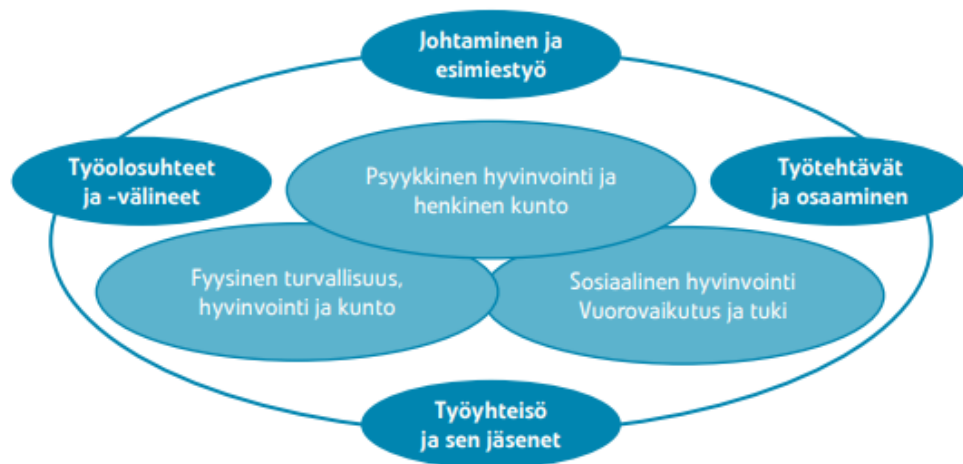 Johtaminen ja
esimiestyö
Työolosuhteet
ja -välineet
Psyykkinen hyvinvointi ja
henkinen kunto
Työtehtävät
ja osaaminen
Fyysinen turvallisuus,
hyvinvointi ja kunto
Sosiaalinen hyvinvointi
Vuorovaikutus ja tuki
Työyhteisö
ja sen jäsenet